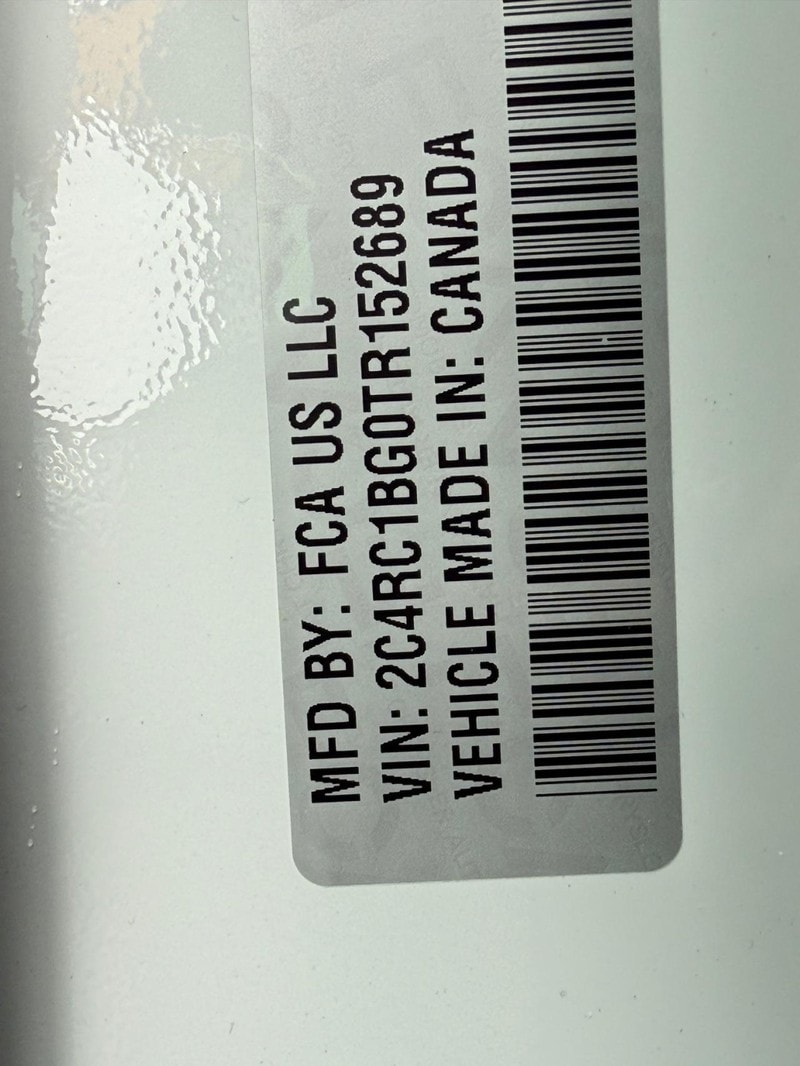 MFD BY: FCA US LLC
VIN: 2C4RC1BG0TR152689
VEHICLE MADE IN: CANADA